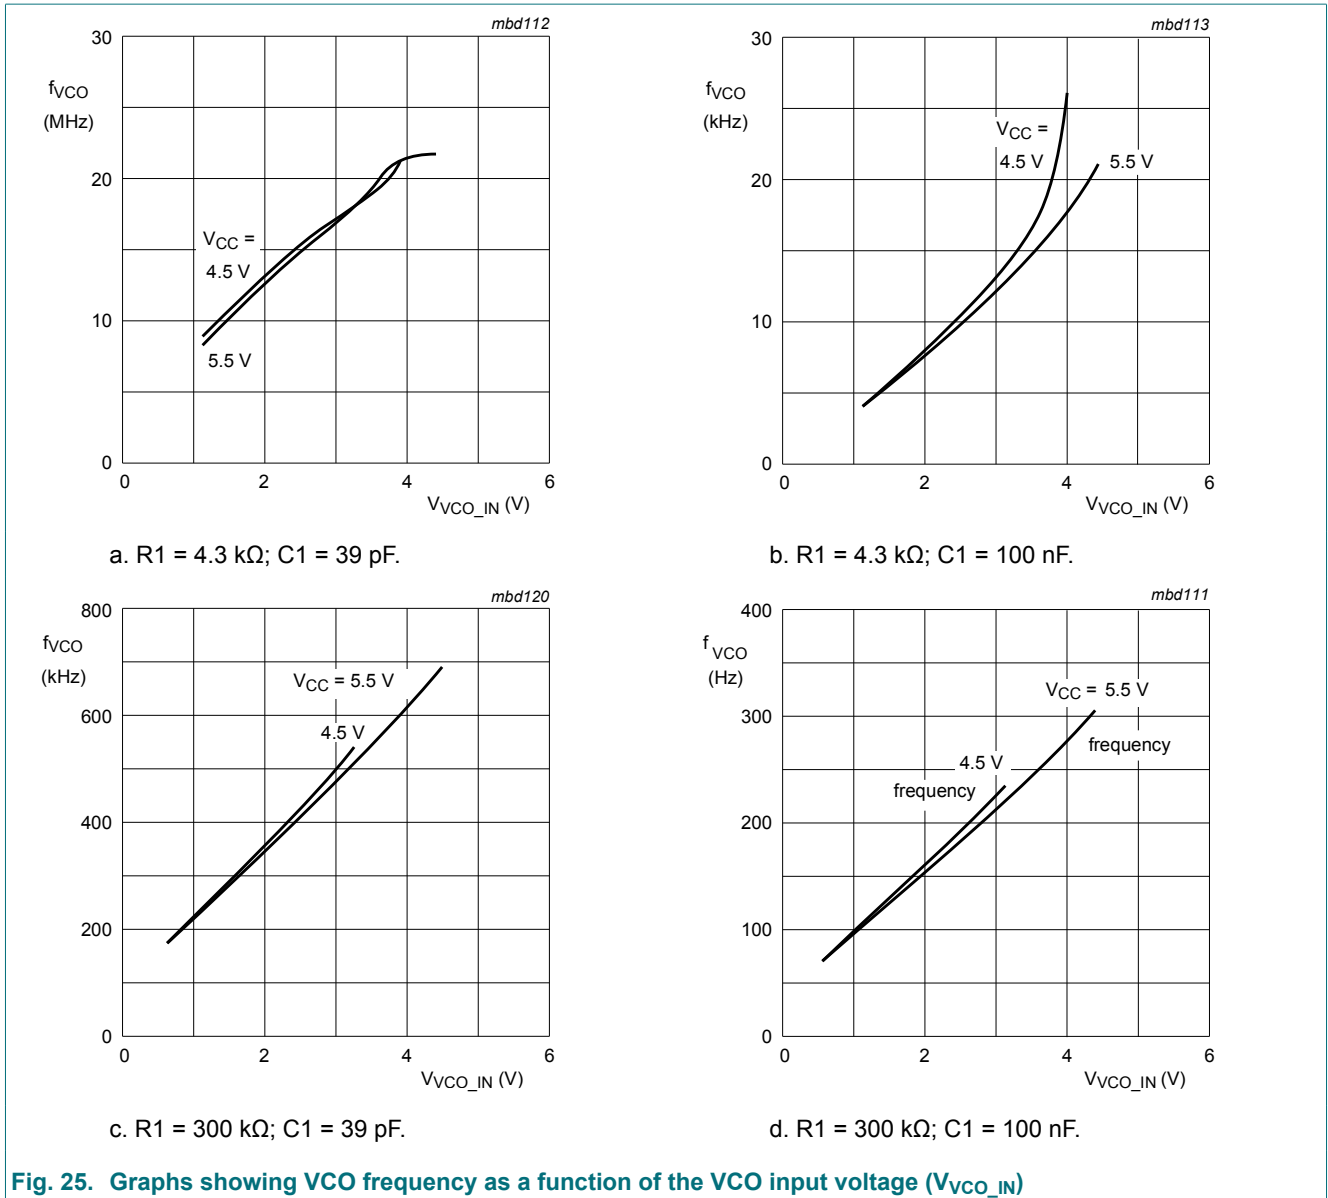 mbd112
30
fVCO
(MHz)
20
VCC =
4.5 V
10
5.5 V
0
0 2 4 6
VVCO_IN (V)
a. R1 = 4.3 kΩ; C1 = 39 pF.
mbd113
30
fVCO
(kHz)
VCC =
4.5 V 5.5 V
20
10
0
0 2 4 6
VVCO_IN (V)
b. R1 = 4.3 kΩ; C1 = 100 nF.
mbd120
800
fVCO
(kHz)
VCC = 5.5 V
600
4.5 V
400
200
0
0 2 4 6
VVCO_IN (V)
c. R1 = 300 kΩ; C1 = 39 pF.
mbd111
400
f VCO
(Hz)
VCC = 5.5 V
300
frequency
4.5 V
frequency
200
100
0
0 2 4 6
VVCO_IN (V)
d. R1 = 300 kΩ; C1 = 100 nF.
Fig. 25. Graphs showing VCO frequency as a function of the VCO input voltage (VVCO_IN)